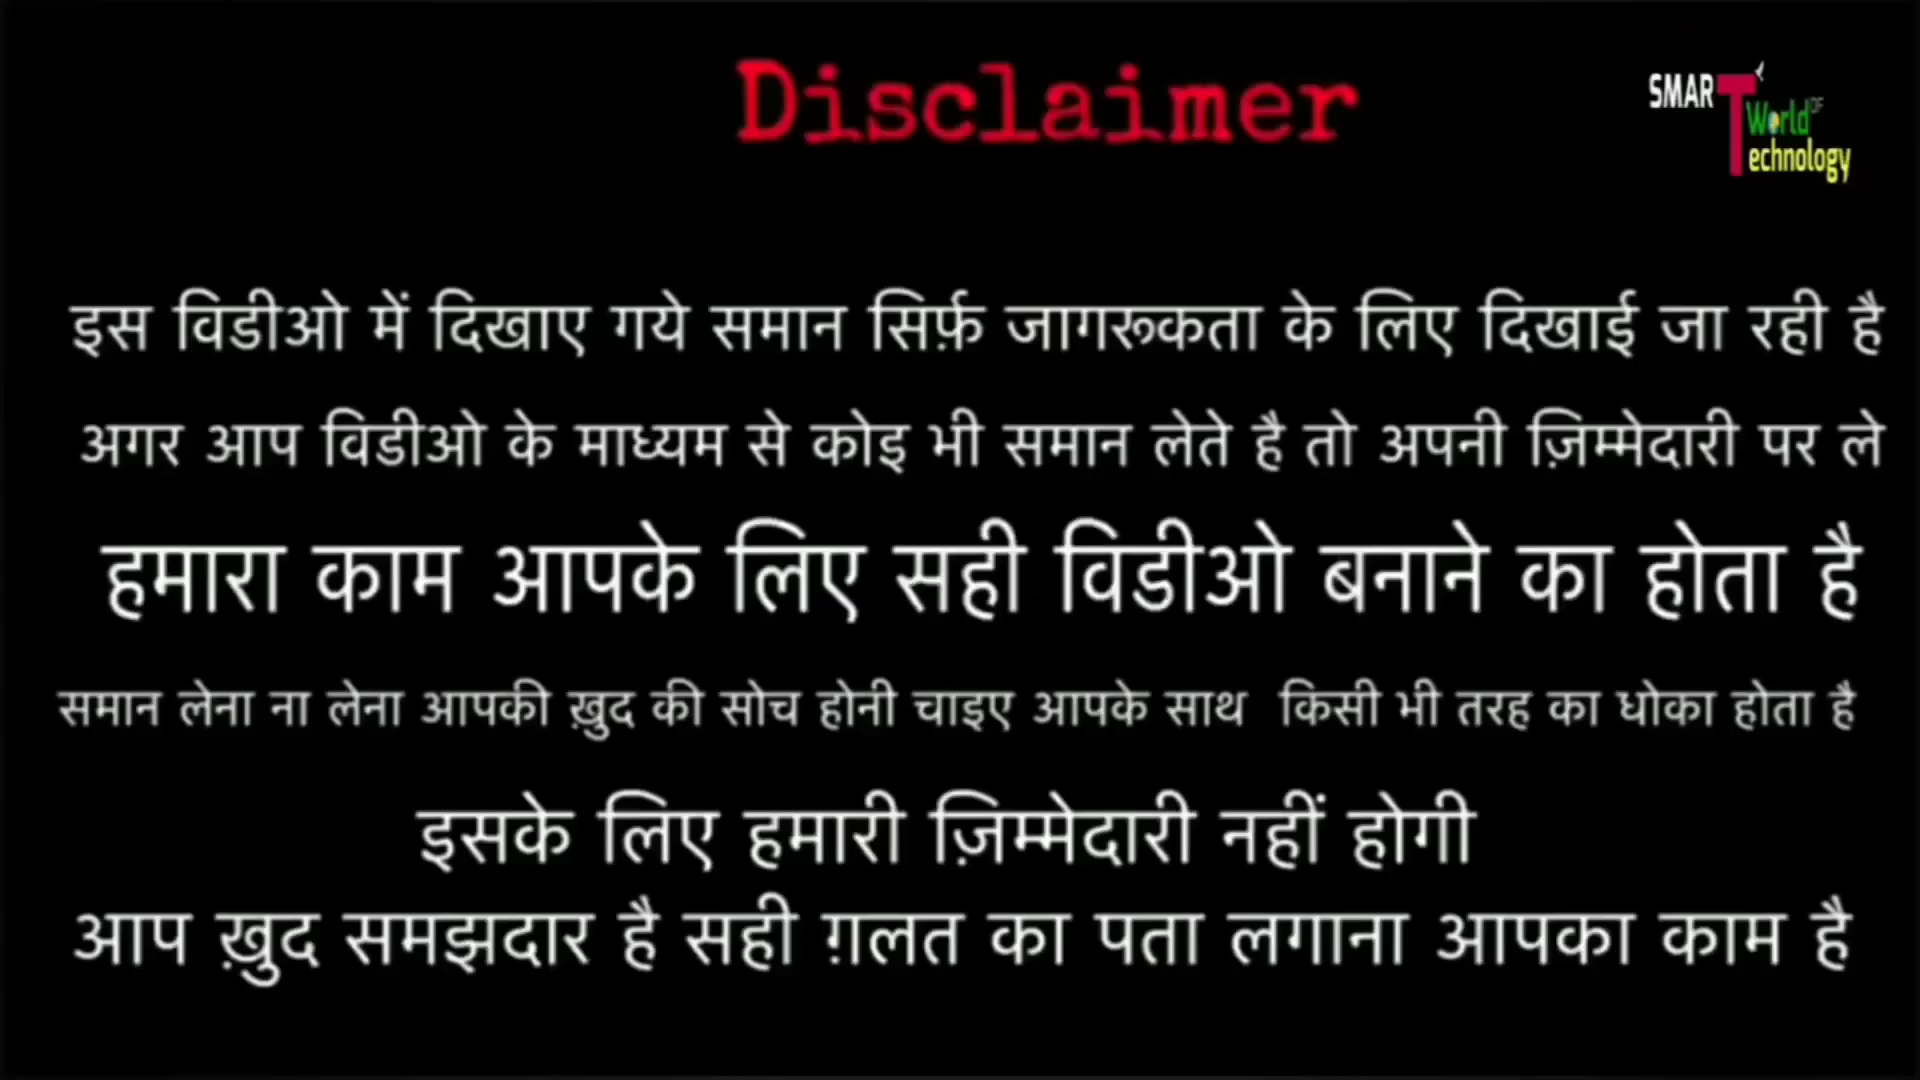 Disclaimer
SMART
World OF
Technology
इस विडीओ में दिखाए गये समान सिर्फ़ जागरूकता के लिए दिखाई जा रही है
अगर आप विडीओ के माध्यम से कोइ भी समान लेते है तो अपनी ज़िम्मेदारी पर ले
हमारा काम आपके लिए सही विडीओ बनाने का होता है
समान लेना ना लेना आपकी ख़ुद की सोच होनी चाइए आपके साथ किसी भी तरह का धोका होता है
इसके लिए हमारी ज़िम्मेदारी नहीं होगी
आप ख़ुद समझदार है सही ग़लत का पता लगाना आपका काम है